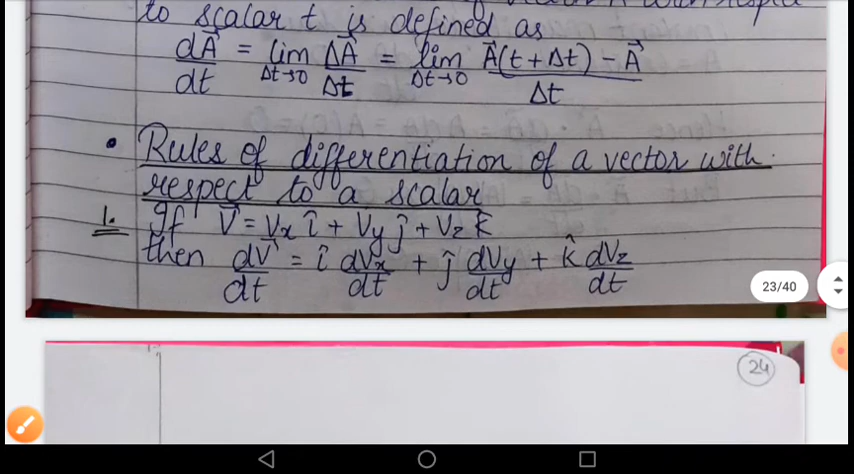 to scalar t is defined as
dA⃗/dt = lim Δt→0 ΔA⃗/Δt = lim Δt→0 A⃗(t + Δt) − A⃗/Δt
• Rules of differentiation of a vector with
respect to a scalar
1. If V⃗ = Vx î + Vy ĵ + Vz k̂
then dV⃗/dt = î dVx/dt + ĵ dVy/dt + k̂ dVz/dt
23/40
24